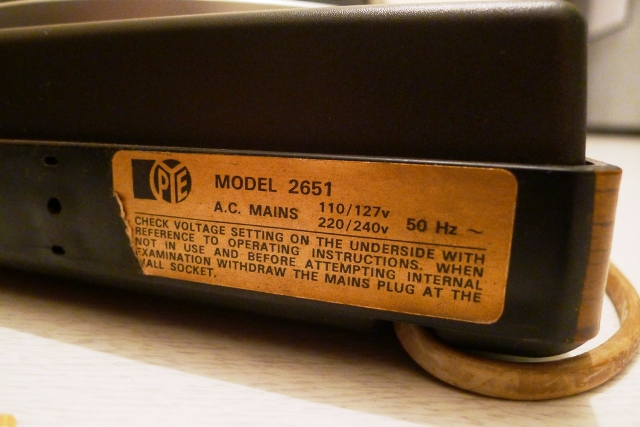 PYE
MODEL 2651
A.C. MAINS 110/127v
220/240v 50 Hz ~
CHECK VOLTAGE SETTING ON THE UNDERSIDE WITH
REFERENCE TO OPERATING INSTRUCTIONS. WHEN
NOT IN USE AND BEFORE ATTEMPTING INTERNAL
EXAMINATION WITHDRAW THE MAINS PLUG AT THE
WALL SOCKET.